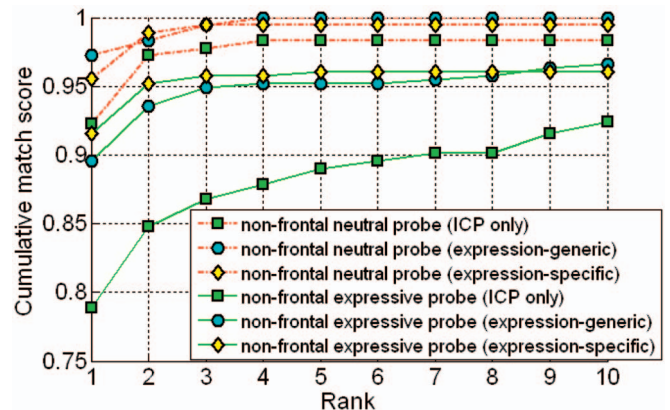 1
0.95
0.9
0.85
0.8
0.75
Cumulative match score
non-frontal neutral probe (ICP only)
non-frontal neutral probe (expression-generic)
non-frontal neutral probe (expression-specific)
non-frontal expressive probe (ICP only)
non-frontal expressive probe (expression-generic)
non-frontal expressive probe (expression-specific)
1 2 3 4 5 6 7 8 9 10
Rank